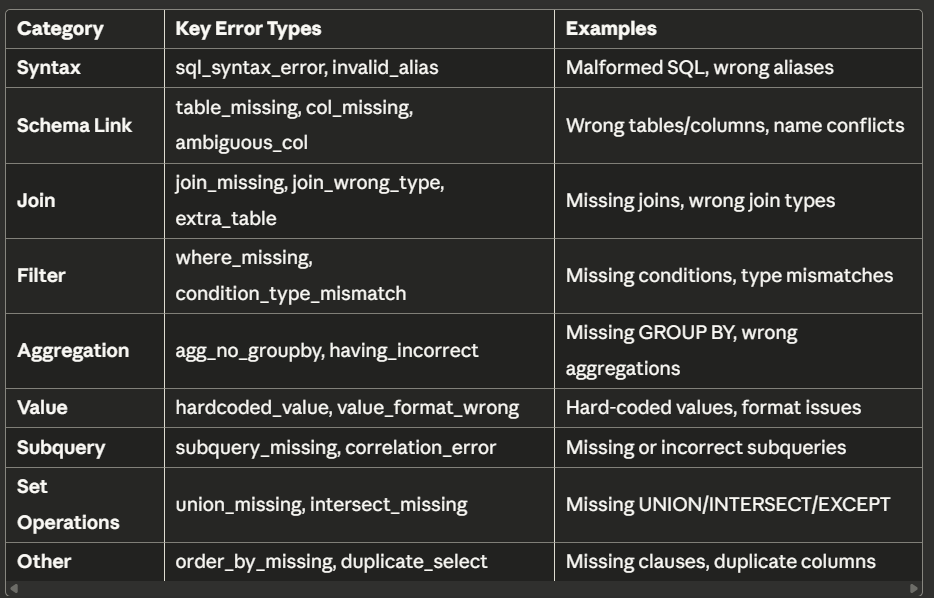 Category Key Error Types Examples
Syntax sql_syntax_error, invalid_alias Malformed SQL, wrong aliases
Schema Link table_missing, col_missing,
ambiguous_col Wrong tables/columns, name conflicts
Join join_missing, join_wrong_type,
extra_table Missing joins, wrong join types
Filter where_missing,
condition_type_mismatch Missing conditions, type mismatches
Aggregation agg_no_groupby, having_incorrect Missing GROUP BY, wrong
aggregations
Value hardcoded_value, value_format_wrong Hard-coded values, format issues
Subquery subquery_missing, correlation_error Missing or incorrect subqueries
Set
Operations union_missing, intersect_missing Missing UNION/INTERSECT/EXCEPT
Other order_by_missing, duplicate_select Missing clauses, duplicate columns